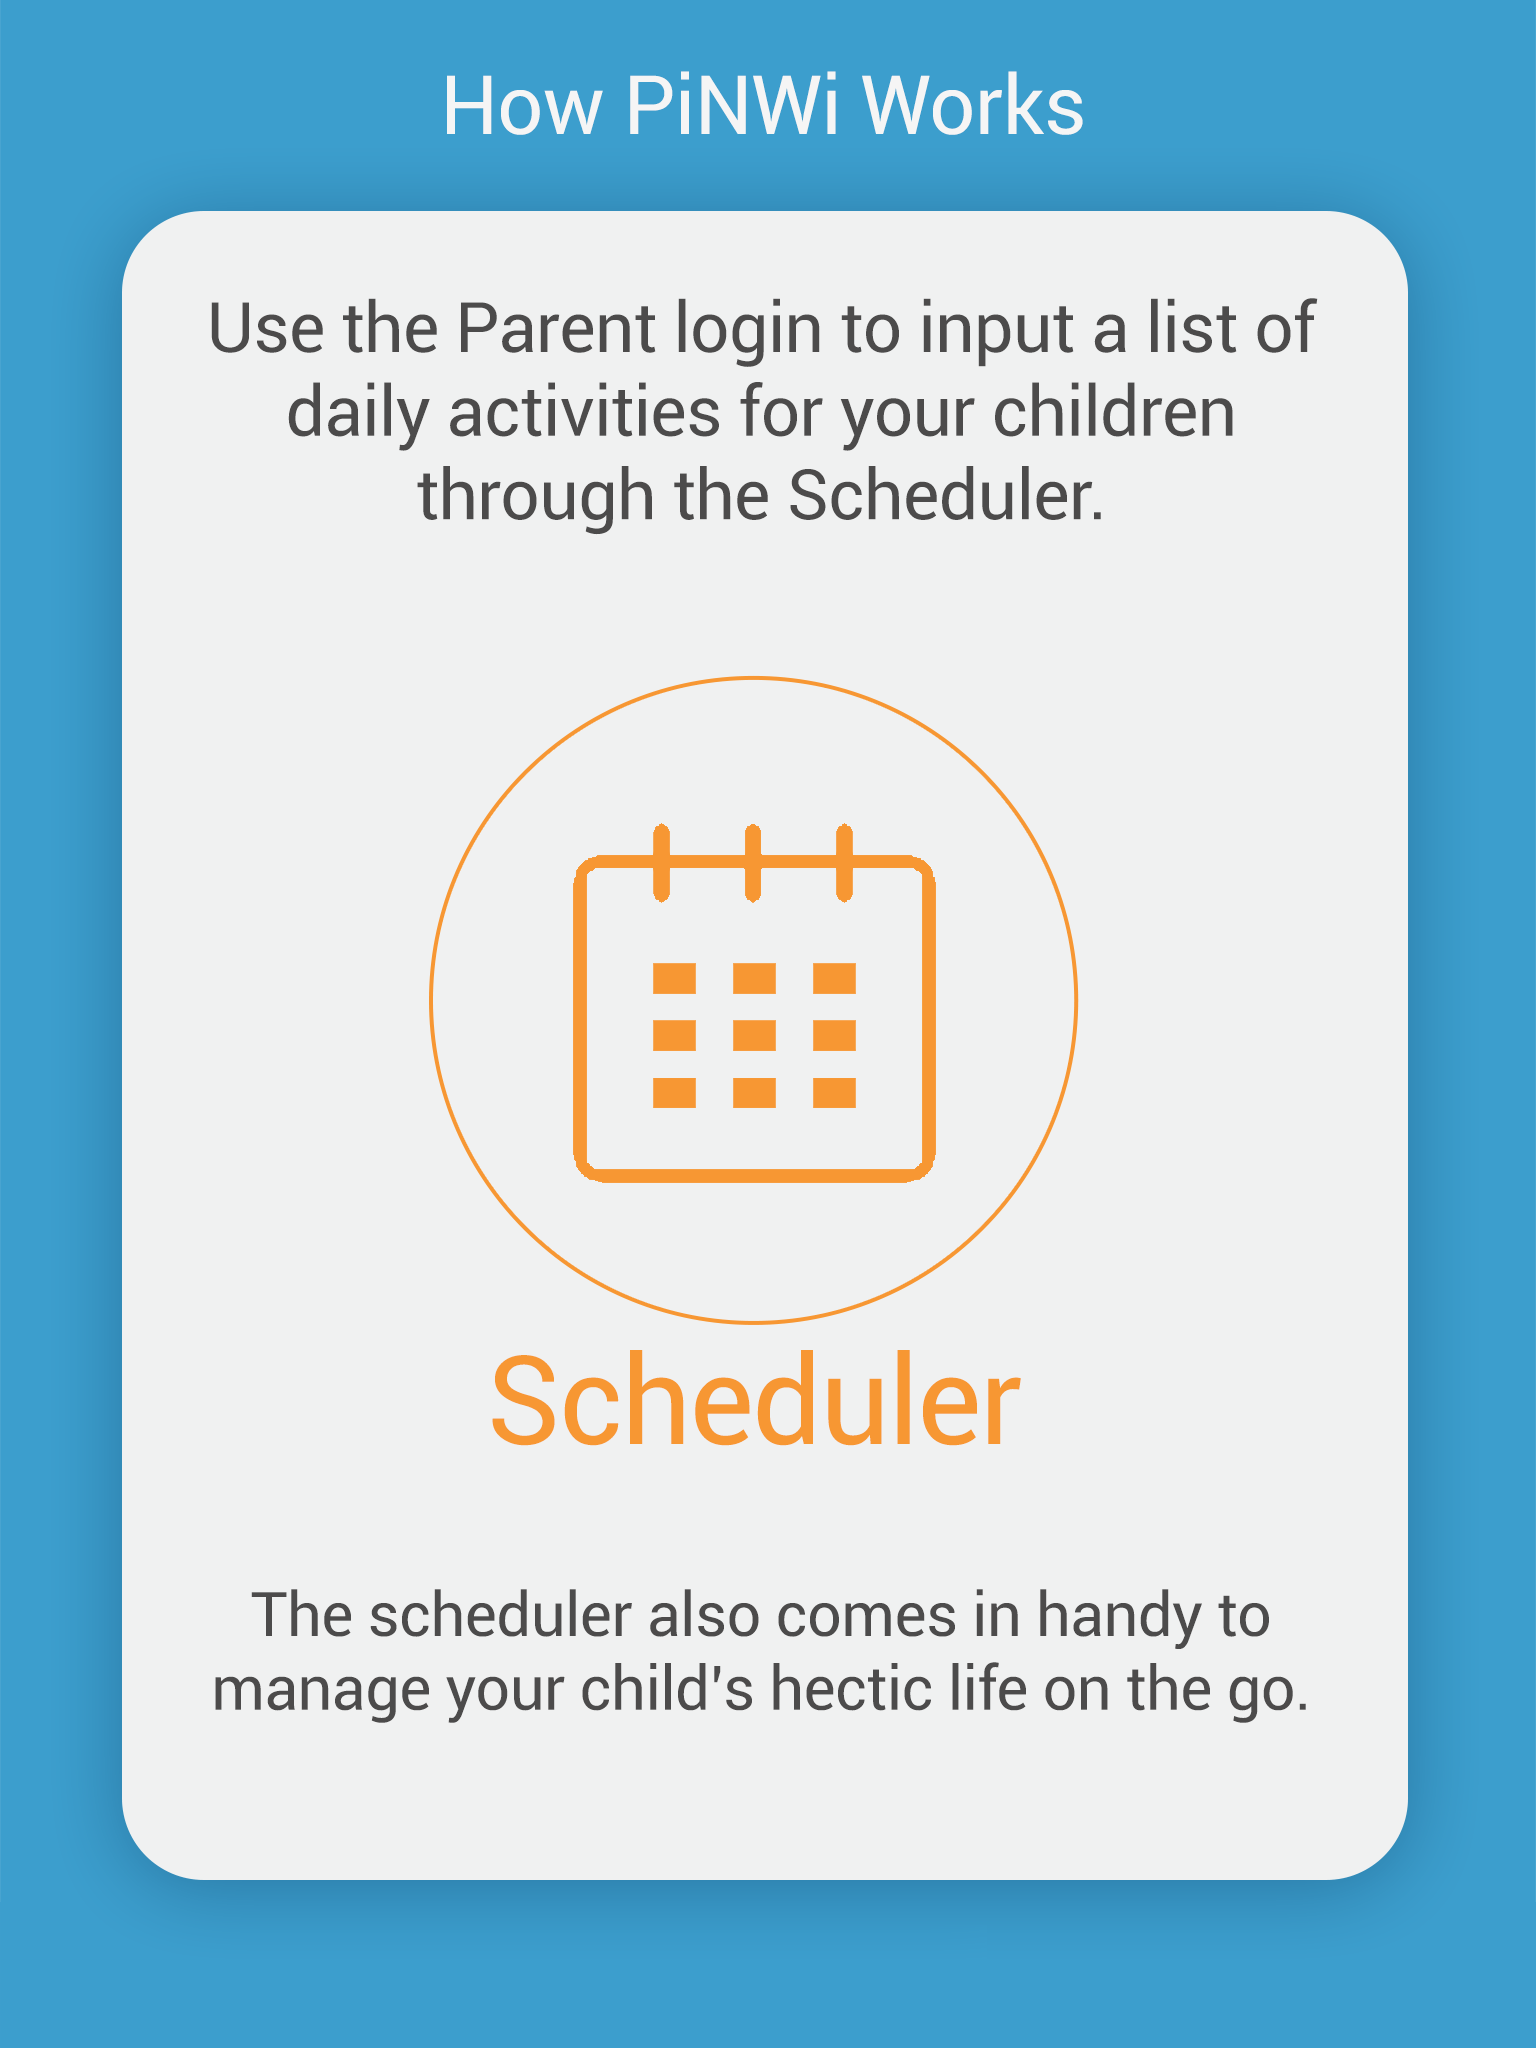 How PiNWi Works
Use the Parent login to input a list of
daily activities for your children
through the Scheduler.
Scheduler
The scheduler also comes in handy to
manage your child's hectic life on the go.